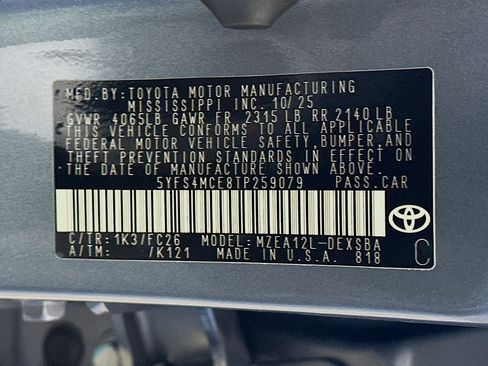 MFD.BY:TOYOTA MOTOR MANUFACTURING
MISSISSIPPI INC. 10/25
GVWR 4065LB GAWR FR 2315 LB RR 2140 LB
THIS VEHICLE CONFORMS TO ALL APPLICABLE
FEDERAL MOTOR VEHICLE SAFETY,BUMPER,AND
THEFT PREVENTION STANDARDS IN EFFECT ON
THE DATE OF MANUFACTURE SHOWN ABOVE.
5YFS4MCE8TP259079 PASS.CAR
C/TR: 1K3/FC26 MODEL: MZEA12L-DEXSBA
A/TM: /K121 MADE IN U.S.A. 818
C